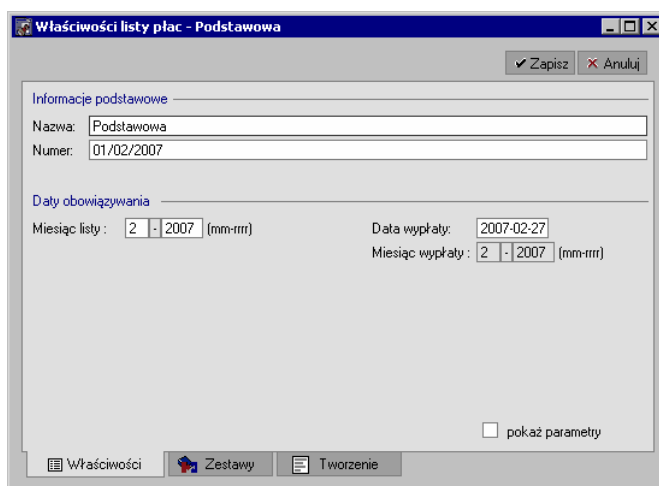 Właściwości listy płac - Podstawowa
Zapisz Anuluj
Informacje podstawowe
Nazwa: Podstawowa
Numer: 01/02/2007
Daty obowiązywania
Miesiąc listy : 2 - 2007 (mm-rrrr) Data wypłaty: 2007-02-27
Miesiąc wypłaty : 2 - 2007 (mm-rrrr)
pokaż parametry
Właściwości Zestawy Tworzenie